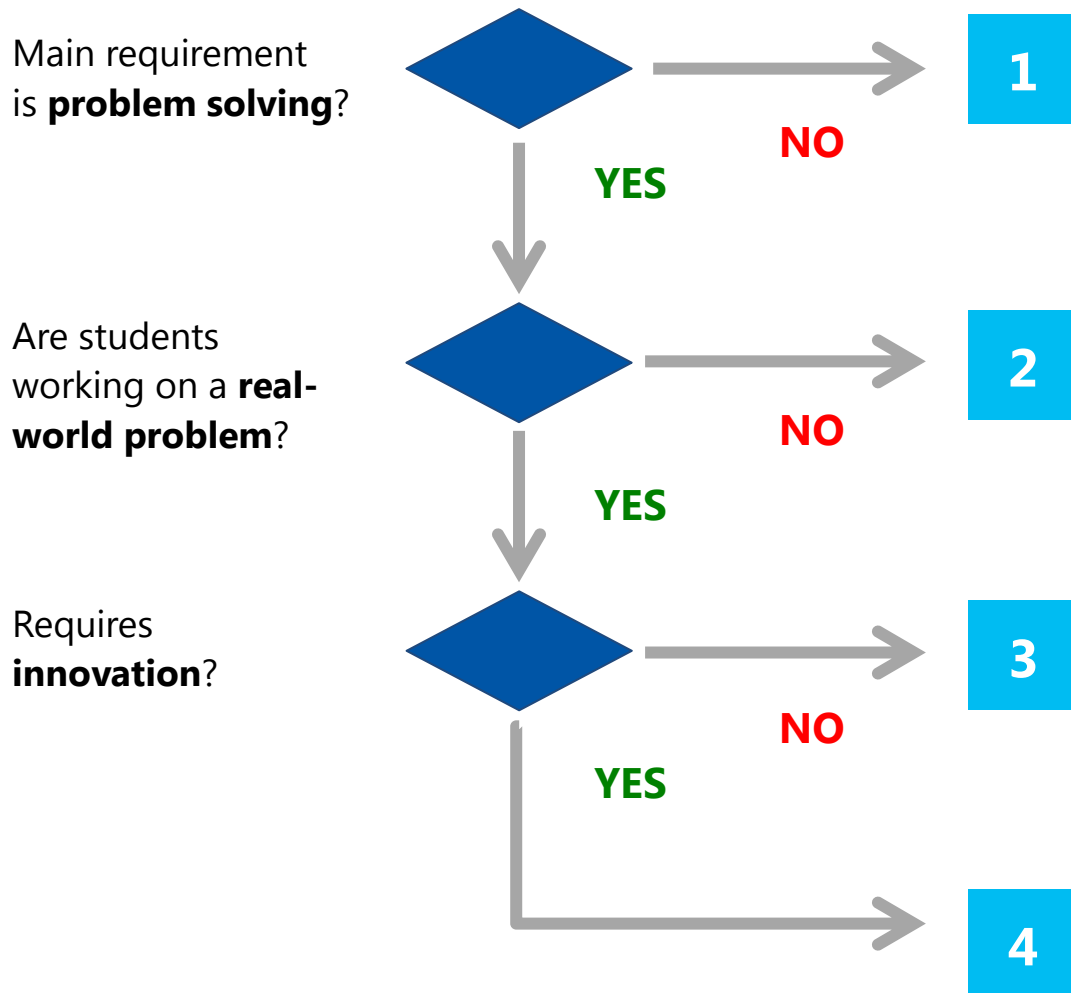 Main requirement
is problem solving?
1
NO
YES
Are students
working on a real-
world problem?
2
NO
YES
Requires
innovation?
3
NO
YES
4